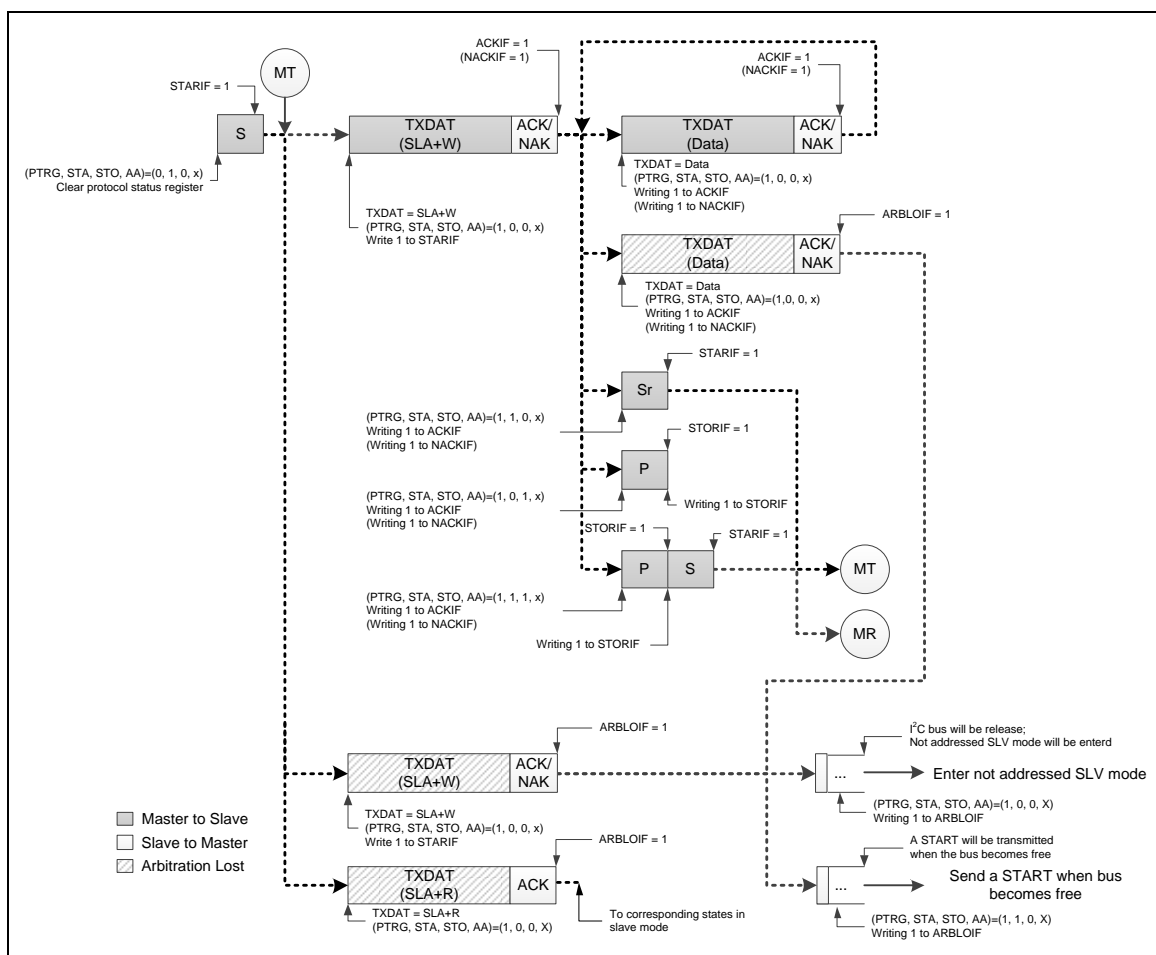 ACKIF = 1
(NACKIF = 1)
ACKIF = 1
(NACKIF = 1)
MT
STARIF = 1
S
TXDAT
(SLA+W)
ACK/
NAK
TXDAT
(Data)
ACK/
NAK
(PTRG, STA, STO, AA)=(0, 1, 0, x)
Clear protocol status register
TXDAT = Data
(PTRG, STA, STO, AA)=(1, 0, 0, x)
Writing 1 to ACKIF
(Writing 1 to NACKIF)
TXDAT = SLA+W
(PTRG, STA, STO, AA)=(1, 0, 0, x)
Write 1 to STARIF
ARBLOIF = 1
TXDAT
(Data)
ACK/
NAK
TXDAT = Data
(PTRG, STA, STO, AA)=(1,0, 0, x)
Writing 1 to ACKIF
(Writing 1 to NACKIF)
STARIF = 1
Sr
(PTRG, STA, STO, AA)=(1, 1, 0, x)
Writing 1 to ACKIF
(Writing 1 to NACKIF)
STORIF = 1
P
(PTRG, STA, STO, AA)=(1, 0, 1, x)
Writing 1 to ACKIF
(Writing 1 to NACKIF)
Writing 1 to STORIF
STORIF = 1
STARIF = 1
P
S
MT
(PTRG, STA, STO, AA)=(1, 1, 1, x)
Writing 1 to ACKIF
(Writing 1 to NACKIF)
Writing 1 to STORIF
MR
ARBLOIF = 1
I²C bus will be release;
Not addressed SLV mode will be enterd
TXDAT
(SLA+W)
ACK/
NAK
...
Enter not addressed SLV mode
TXDAT = SLA+W
(PTRG, STA, STO, AA)=(1, 0, 0, x)
Write 1 to STARIF
(PTRG, STA, STO, AA)=(1, 0, 0, X)
Writing 1 to ARBLOIF
Master to Slave
Slave to Master
Arbitration Lost
ARBLOIF = 1
A START will be transmitted
when the bus becomes free
TXDAT
(SLA+R)
ACK
...
Send a START when bus
becomes free
TXDAT = SLA+R
(PTRG, STA, STO, AA)=(1, 0, 0, X)
To corresponding states in
slave mode
(PTRG, STA, STO, AA)=(1, 1, 0, X)
Writing 1 to ARBLOIF